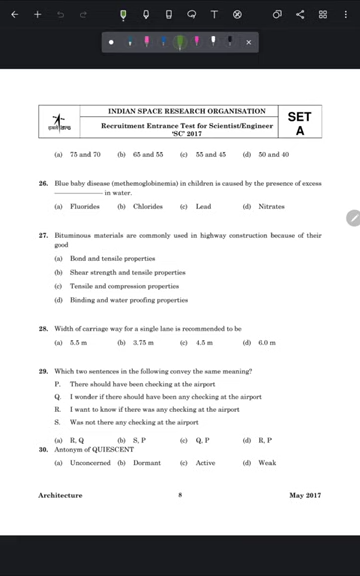 INDIAN SPACE RESEARCH ORGANISATION
Recruitment Entrance Test for Scientist/Engineer
'SC' 2017
SET
A
(a) 75 and 70 (b) 65 and 55 (c) 55 and 45 (d) 50 and 40
26. Blue baby disease (methemoglobinemia) in children is caused by the presence of excess
in water.
(a) Fluorides (b) Chlorides (c) Lead (d) Nitrates
27. Bituminous materials are commonly used in highway construction because of their
good
(a) Bond and tensile properties
(b) Shear strength and tensile properties
(c) Tensile and compression properties
(d) Binding and water proofing properties
28. Width of carriage way for a single lane is recommended to be
(a) 5.5 m (b) 3.75 m (c) 4.5 m (d) 6.0 m
29. Which two sentences in the following convey the same meaning?
P. There should have been checking at the airport
Q. I wonder if there should have been any checking at the airport
R. I want to know if there was any checking at the airport
S. Was not there any checking at the airport
(a) R, Q (b) S, P (c) Q, P (d) R, P
30. Antonym of QUIESCENT
(a) Unconcerned (b) Dormant (c) Active (d) Weak
Architecture 8 May 2017